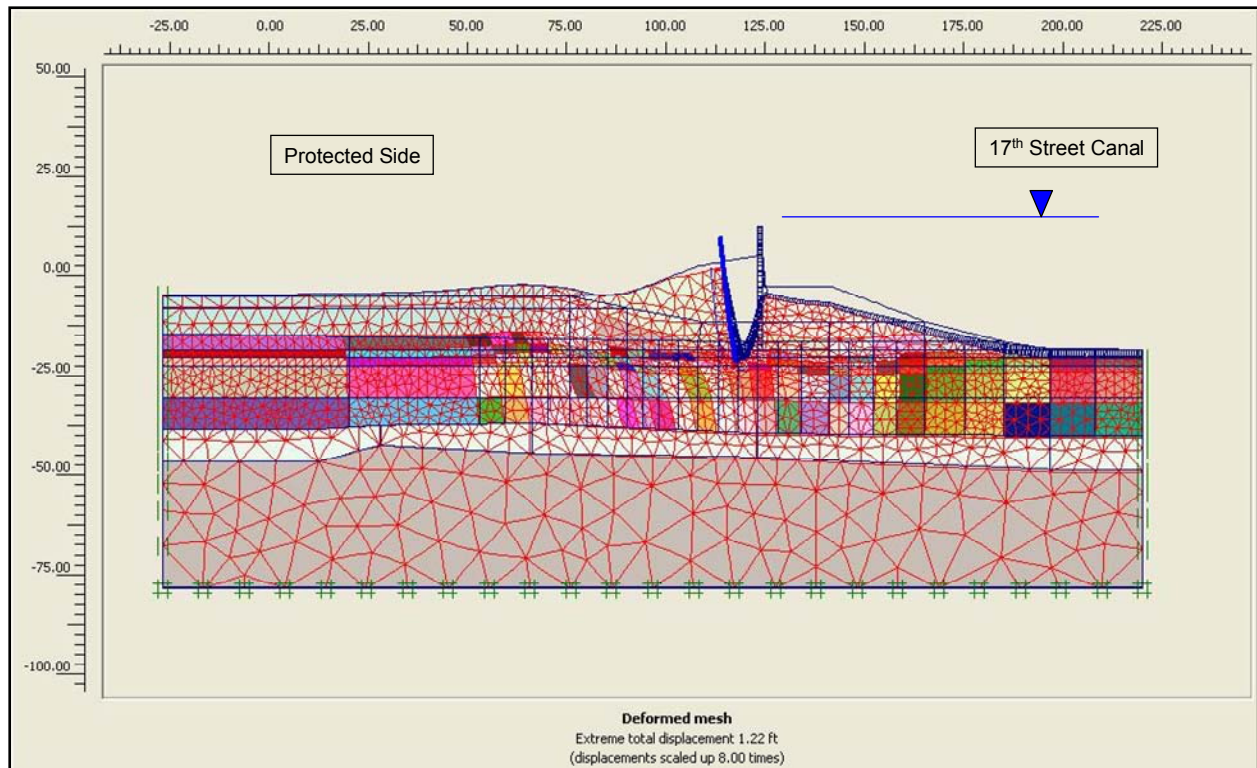 -25.00 0.00 25.00 50.00 75.00 100.00 125.00 150.00 175.00 200.00 225.00
50.00
25.00
0.00
-25.00
-50.00
-75.00
-100.00
Protected Side
17th Street Canal
Deformed mesh
Extreme total displacement 1.22 ft
(displacements scaled up 8.00 times)